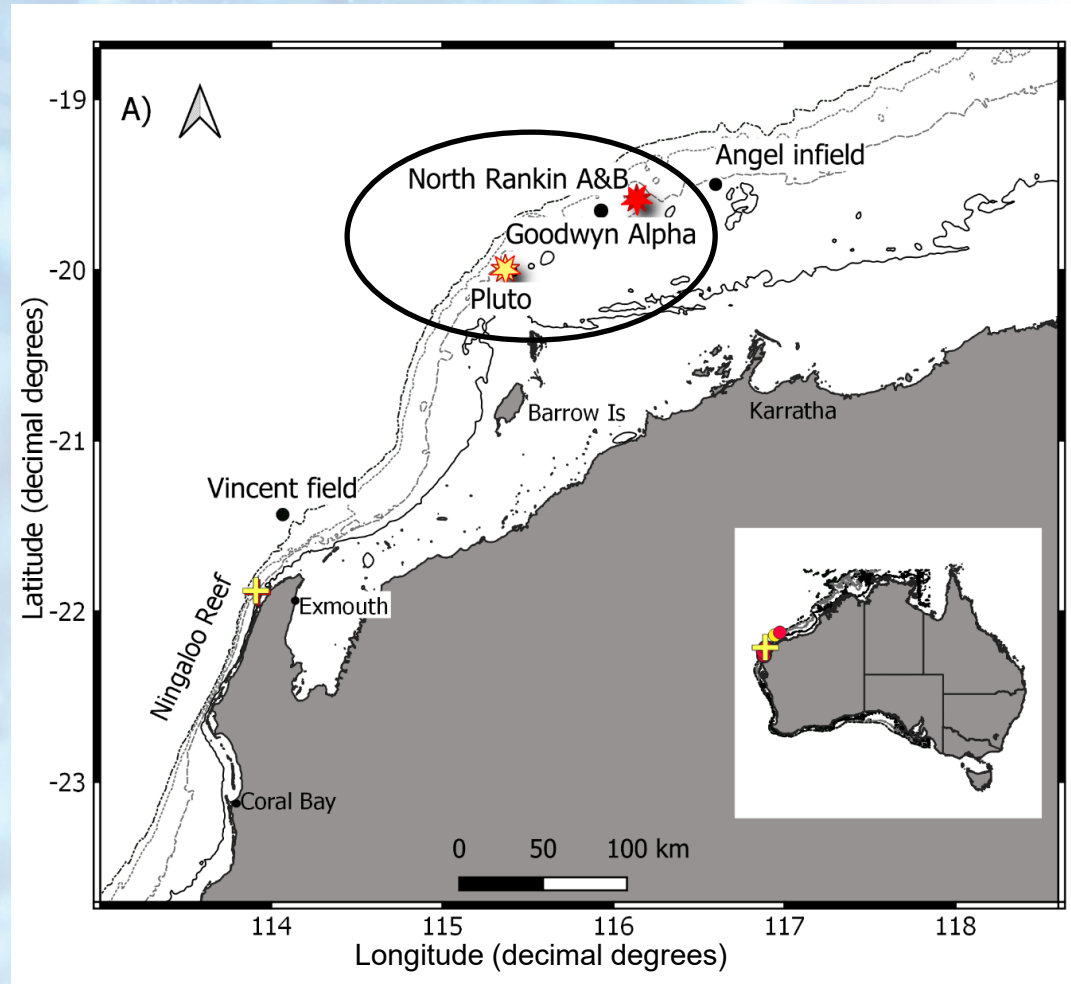 A)
-19
Angel infield
North Rankin A&B
Goodwyn Alpha
-20
Pluto
Barrow Is
Karratha
-21
Vincent field
-22
Exmouth
Ningaloo Reef
-23
Coral Bay
0 50 100 km
114 115 116 117 118
Latitude (decimal degrees)
Longitude (decimal degrees)